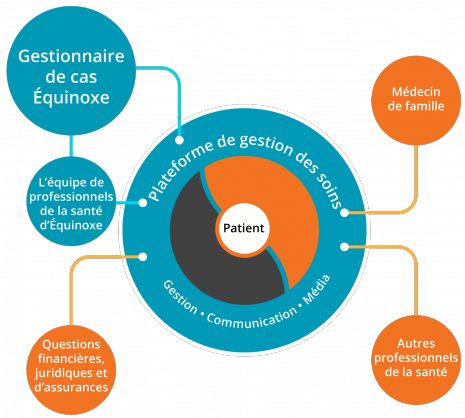 Gestionnaire
de cas
Équinoxe
Médecin
de famille
Plateforme de gestion des soins
L'équipe de
professionnels
de la santé
d'Équinoxe
Patient
Gestion • Communication • Média
Questions
financières,
juridiques et
d'assurances
Autres
professionnels
de la santé